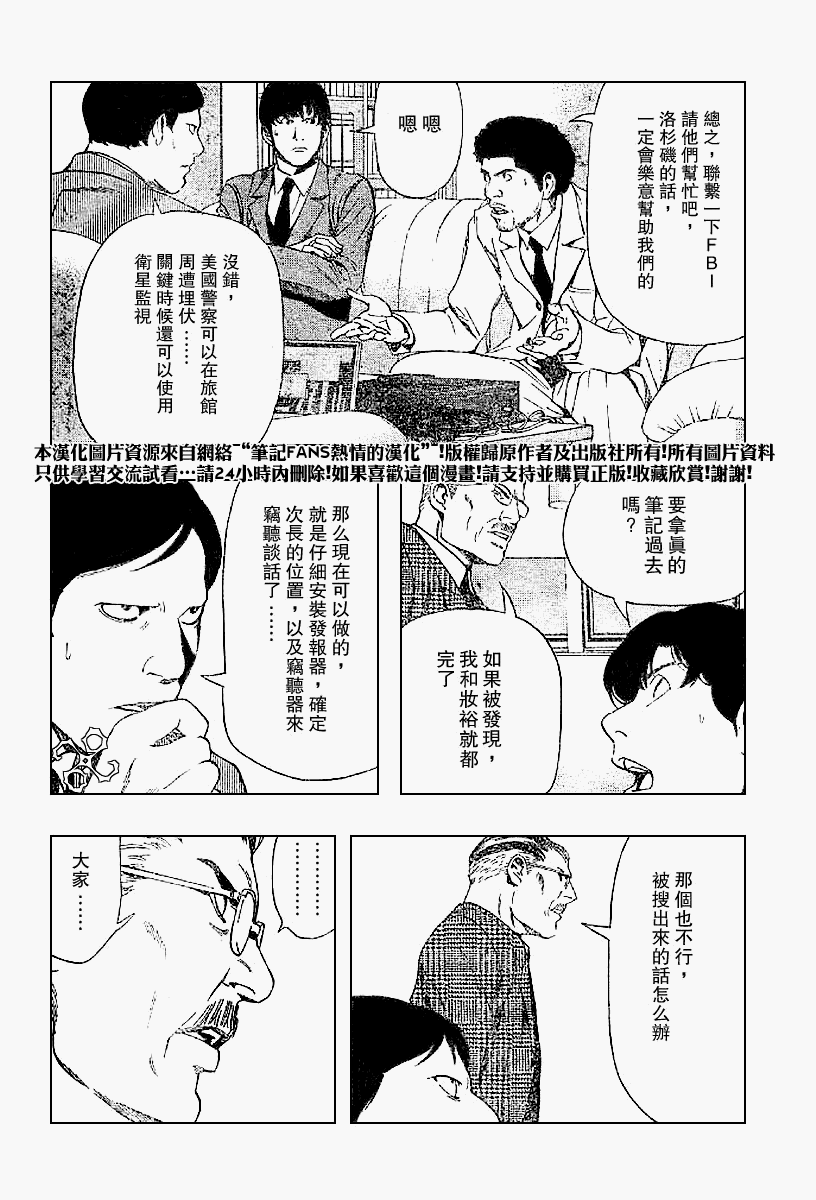 總之，聯繫一下FBI
請他們幫忙吧，
洛杉磯的話，
一定會樂意幫助我們的
嗯嗯
沒錯，
美國警察可以在旅館
周遭埋伏……
關鍵時候還可以使用
衛星監視
本漢化圖片資源來自網絡-“筆記FANS熱情的漢化”!版權歸原作者及出版社所有!所有圖片資料
只供學習交流試看…請24小時內刪除!如果喜歡這個漫畫!請支持並購買正版!收藏欣賞!謝謝!
要拿真的
筆記過去
嗎？
如果被發現，
我和妝裕就都
完了
那么現在可以做的，
就是仔細安裝發報器，確定
次長的位置，以及竊聽器來
竊聽談話了……
那個也不行，
被搜出來的話怎么辦
…………
…………
大家……